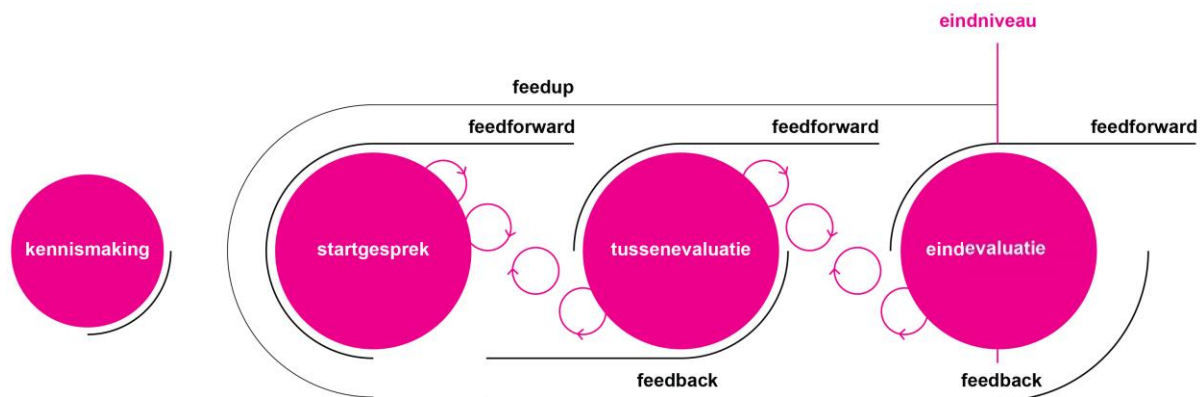 eindniveau
feedup
feedforward
feedforward
feedforward
kennismaking
startgesprek
tussenevaluatie
eindevaluatie
feedback
feedback